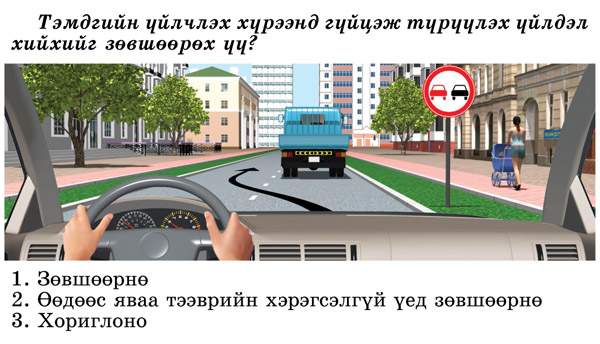 Тэмдгийн үйлчлэх хүрээнд гүйцэж түрүүлэх үйлдэл
хийхийг зөвшөөрөх үү?
1. Зөвшөөрнө
2. Өөдөөс яваа тээврийн хэрэгсэлгүй үед зөвшөөрнө
3. Хориглоно